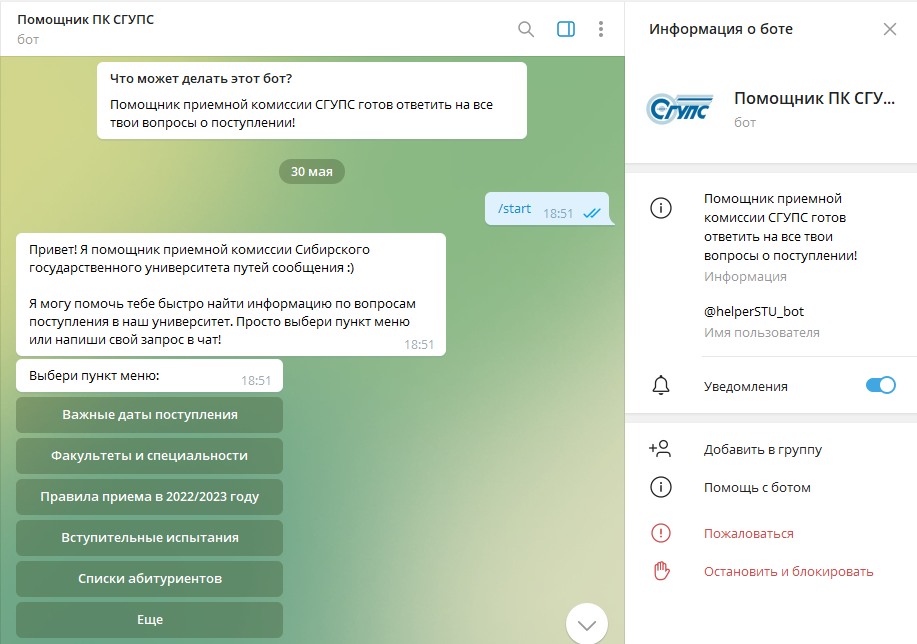 Помощник ПК СГУПС
бот
Что может делать этот бот?
Помощник приемной комиссии СГУПС готов ответить на все
твои вопросы о поступлении!
30 мая
/start 18:51
Привет! Я помощник приемной комиссии Сибирского
государственного университета путей сообщения :)
Я могу помочь тебе быстро найти информацию по вопросам
поступления в наш университет. Просто выбери пункт меню
или напиши свой запрос в чат!
18:51
Выбери пункт меню:
18:51
Важные даты поступления
Факультеты и специальности
Правила приема в 2022/2023 году
Вступительные испытания
Списки абитуриентов
Еще
Информация о боте
Сгупс
Помощник ПК СГУ...
бот
Помощник приемной
комиссии СГУПС готов
ответить на все твои
вопросы о поступлении!
Информация
@helperSTU_bot
Имя пользователя
Уведомления
Добавить в группу
Помощь с ботом
Пожаловаться
Остановить и блокировать